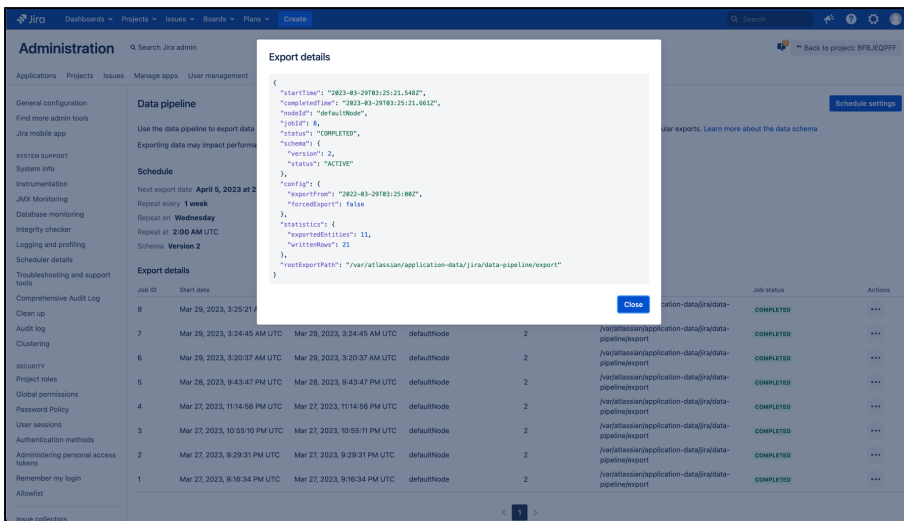 Jira Dashboards Projects Issues Boards Plans Create Search
Administration Search Jira admin Back to project: BFBJEQPFF
Applications Projects Issues Manage apps User management
Export details
{
"startTime": "2023-03-29T03:25:21.548Z",
"completedTime": "2023-03-29T03:25:21.661Z",
"nodeId": "defaultNode",
"jobId": 8,
"status": "COMPLETED",
"schema": {
"version": 2,
"status": "ACTIVE"
},
"config": {
"exportFrom": "2022-03-29T03:25:00Z",
"forcedExport": false
},
"statistics": {
"exportedEntities": 11,
"writtenRows": 21
},
"rootExportPath": "/var/atlassian/application-data/jira/data-pipeline/export"
}
Close
General configuration
Find more admin tools
Jira mobile app
SYSTEM SUPPORT
System info
Instrumentation
JMX Monitoring
Database monitoring
Integrity checker
Logging and profiling
Scheduler details
Troubleshooting and support
tools
Comprehensive Audit Log
Clean up
Audit log
Clustering
SECURITY
Project roles
Global permissions
Password Policy
User sessions
Authentication methods
Administering personal access
tokens
Remember my login
Allowlist
Issue collectors
Data pipeline Schedule settings
Use the data pipeline to export data ular exports. Learn more about the data schema
Exporting data may impact performa
Schedule
Next export date April 5, 2023 at 2
Repeat every 1 week
Repeat on Wednesday
Repeat at 2:00 AM UTC
Schema Version 2
Export details
Job ID Start date Job status Actions
8 Mar 29, 2023, 3:25:21 A cation-data/jira/data-
pipeline/export COMPLETED
7 Mar 29, 2023, 3:24:45 AM UTC Mar 29, 2023, 3:24:45 AM UTC defaultNode 2 /var/atlassian/application-data/jira/data-
pipeline/export COMPLETED
6 Mar 29, 2023, 3:20:37 AM UTC Mar 29, 2023, 3:20:37 AM UTC defaultNode 2 /var/atlassian/application-data/jira/data-
pipeline/export COMPLETED
5 Mar 28, 2023, 9:43:47 PM UTC Mar 28, 2023, 9:43:47 PM UTC defaultNode 2 /var/atlassian/application-data/jira/data-
pipeline/export COMPLETED
4 Mar 27, 2023, 11:14:56 PM UTC Mar 27, 2023, 11:14:56 PM UTC defaultNode 2 /var/atlassian/application-data/jira/data-
pipeline/export COMPLETED
3 Mar 27, 2023, 10:55:10 PM UTC Mar 27, 2023, 10:55:11 PM UTC defaultNode 2 /var/atlassian/application-data/jira/data-
pipeline/export COMPLETED
2 Mar 27, 2023, 9:29:31 PM UTC Mar 27, 2023, 9:29:31 PM UTC defaultNode 2 /var/atlassian/application-data/jira/data-
pipeline/export COMPLETED
1 Mar 27, 2023, 9:16:34 PM UTC Mar 27, 2023, 9:16:34 PM UTC defaultNode 2 /var/atlassian/application-data/jira/data-
pipeline/export COMPLETED
1